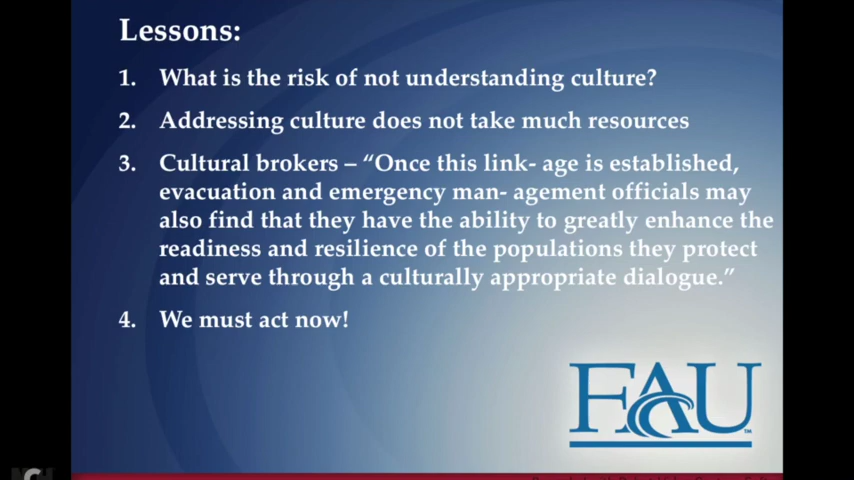 Lessons:
1. What is the risk of not understanding culture?
2. Addressing culture does not take much resources
3. Cultural brokers – “Once this link- age is established,
evacuation and emergency man- agement officials may
also find that they have the ability to greatly enhance the
readiness and resilience of the populations they protect
and serve through a culturally appropriate dialogue.”
4. We must act now!
FAU
TM